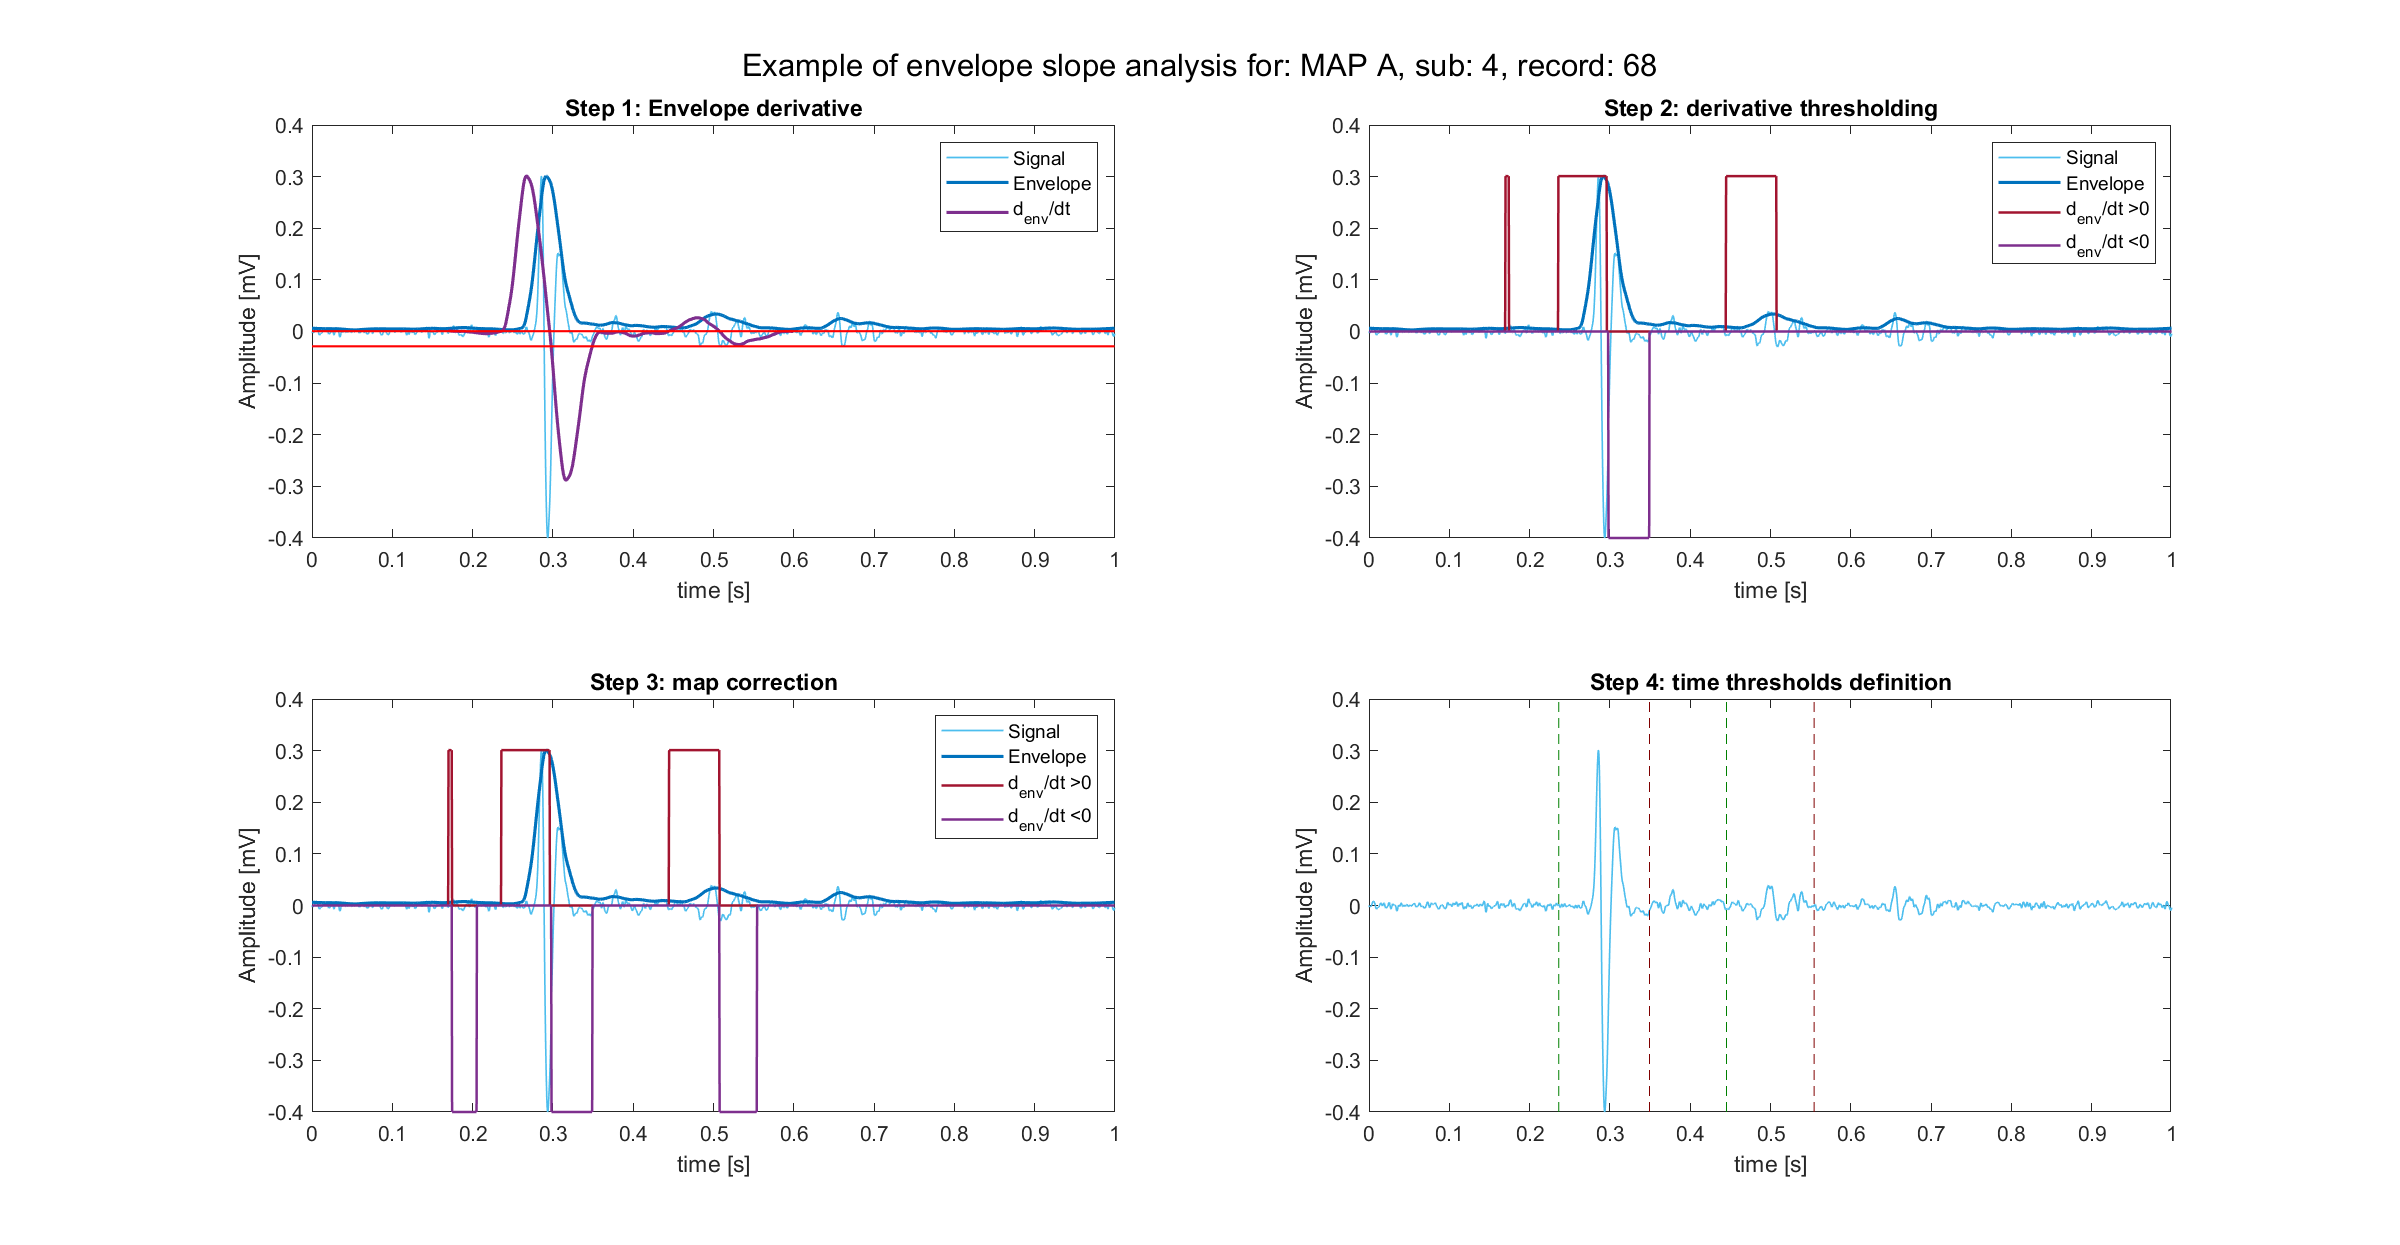 Example of envelope slope analysis for: MAP A, sub: 4, record: 68
Step 1: Envelope derivative
0.4
0.3
0.2
0.1
0
-0.1
-0.2
-0.3
-0.4
Amplitude [mV]
0 0.1 0.2 0.3 0.4 0.5 0.6 0.7 0.8 0.9 1
time [s]
Signal
Envelope
d_env/dt
Step 2: derivative thresholding
0.4
0.3
0.2
0.1
0
-0.1
-0.2
-0.3
-0.4
Amplitude [mV]
0 0.1 0.2 0.3 0.4 0.5 0.6 0.7 0.8 0.9 1
time [s]
Signal
Envelope
d_env/dt >0
d_env/dt <0
Step 3: map correction
0.4
0.3
0.2
0.1
0
-0.1
-0.2
-0.3
-0.4
Amplitude [mV]
0 0.1 0.2 0.3 0.4 0.5 0.6 0.7 0.8 0.9 1
time [s]
Signal
Envelope
d_env/dt >0
d_env/dt <0
Step 4: time thresholds definition
0.4
0.3
0.2
0.1
0
-0.1
-0.2
-0.3
-0.4
Amplitude [mV]
0 0.1 0.2 0.3 0.4 0.5 0.6 0.7 0.8 0.9 1
time [s]